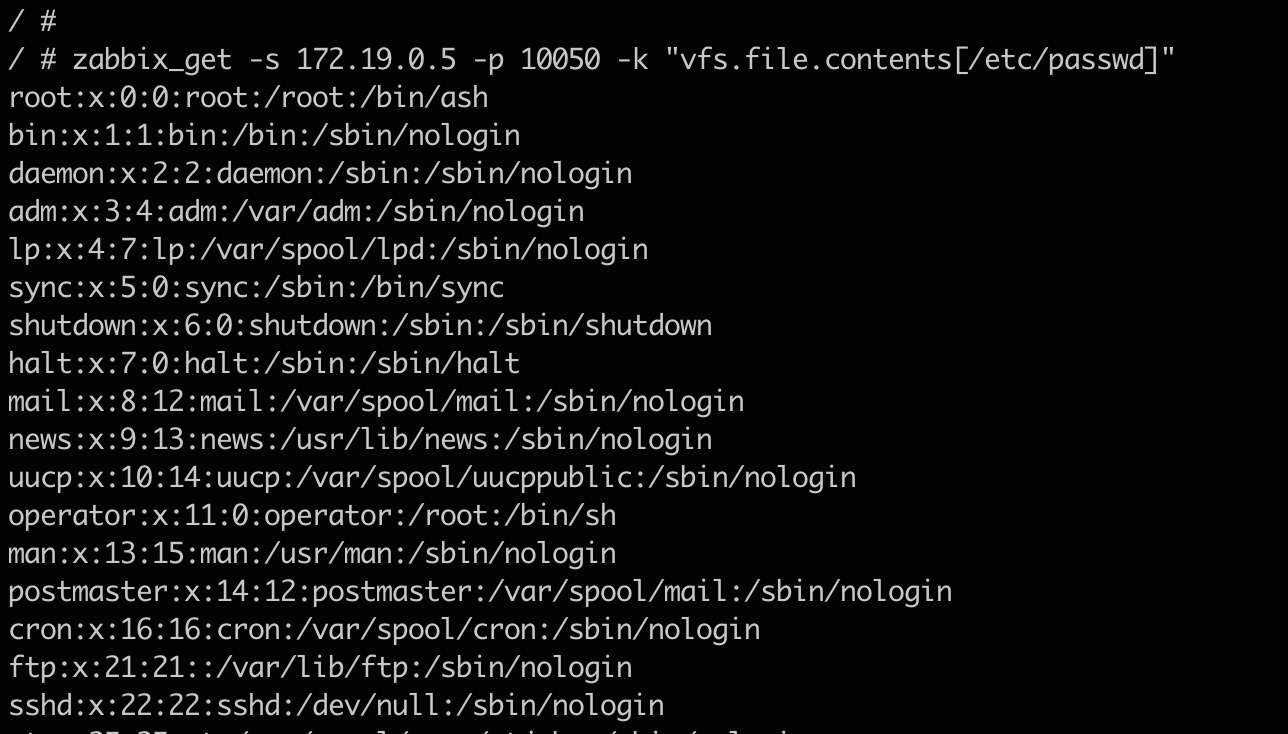 / #
/ # zabbix_get -s 172.19.0.5 -p 10050 -k "vfs.file.contents[/etc/passwd]"
root:x:0:0:root:/root:/bin/ash
bin:x:1:1:bin:/bin:/sbin/nologin
daemon:x:2:2:daemon:/sbin:/sbin/nologin
adm:x:3:4:adm:/var/adm:/sbin/nologin
lp:x:4:7:lp:/var/spool/lpd:/sbin/nologin
sync:x:5:0:sync:/sbin:/bin/sync
shutdown:x:6:0:shutdown:/sbin:/sbin/shutdown
halt:x:7:0:halt:/sbin:/sbin/halt
mail:x:8:12:mail:/var/spool/mail:/sbin/nologin
news:x:9:13:news:/usr/lib/news:/sbin/nologin
uucp:x:10:14:uucp:/var/spool/uucppublic:/sbin/nologin
operator:x:11:0:operator:/root:/bin/sh
man:x:13:15:man:/usr/man:/sbin/nologin
postmaster:x:14:12:postmaster:/var/spool/mail:/sbin/nologin
cron:x:16:16:cron:/var/spool/cron:/sbin/nologin
ftp:x:21:21::/var/lib/ftp:/sbin/nologin
sshd:x:22:22:sshd:/dev/null:/sbin/nologin